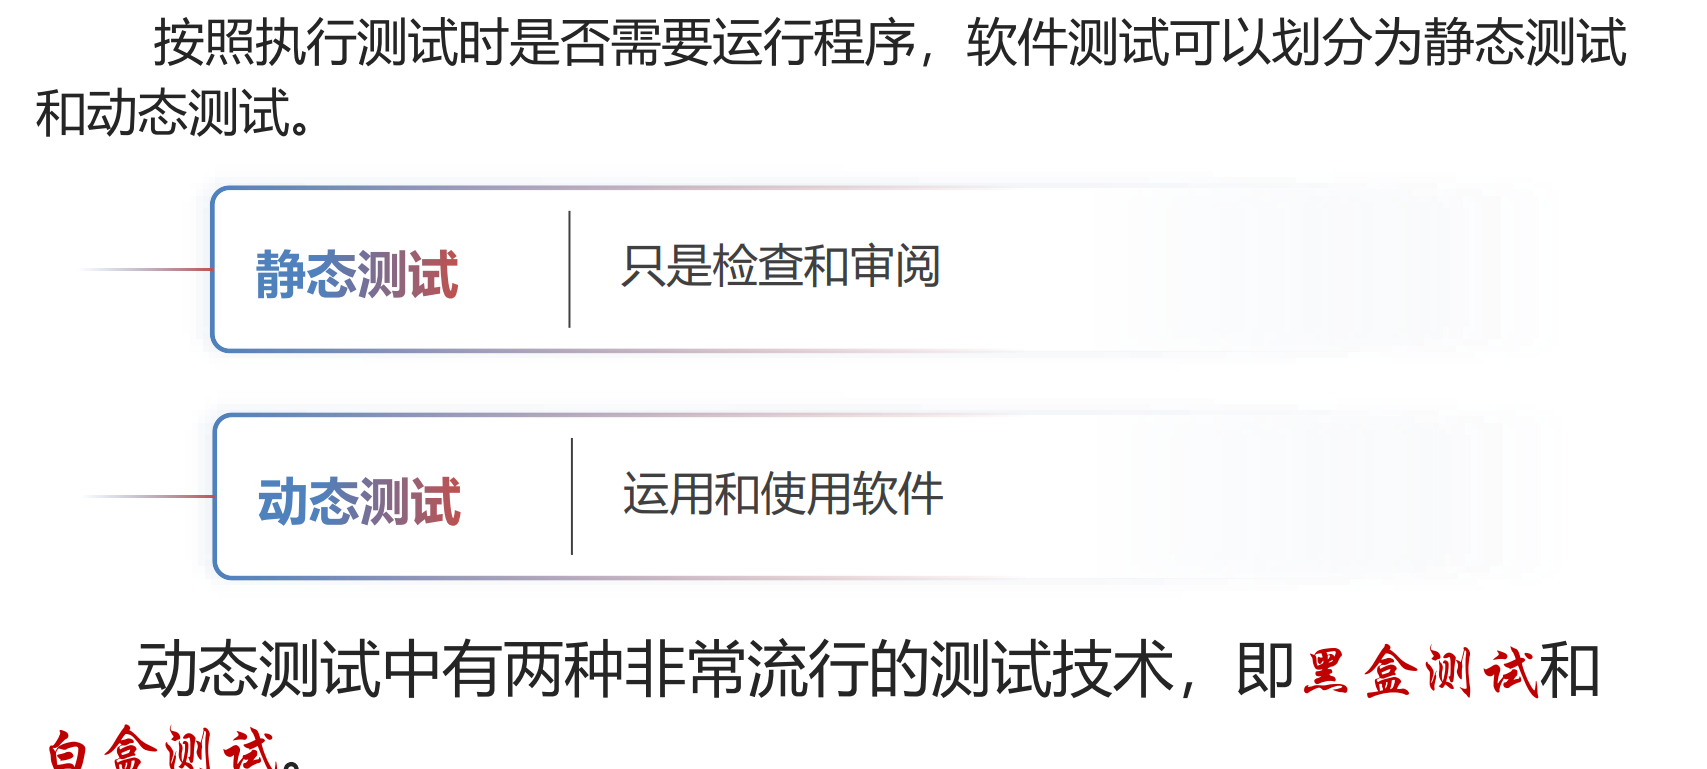 按照执行测试时是否需要运行程序，软件测试可以划分为静态测试
和动态测试。
静态测试
只是检查和审阅
动态测试
运用和使用软件
动态测试中有两种非常流行的测试技术，即黑盒测试和
白盒测试。